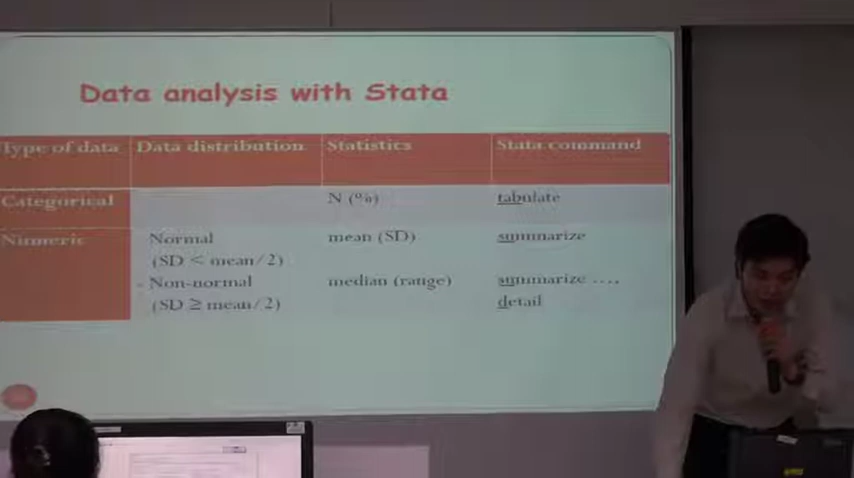 Data analysis with Stata
Type of data Data distribution Statistics Stata command
Categorical N (%) tabulate
Numeric Normal mean (SD) summarize
(SD < mean/2)
- Non-normal median (range) summarize ....,
(SD ≥ mean/2) detail